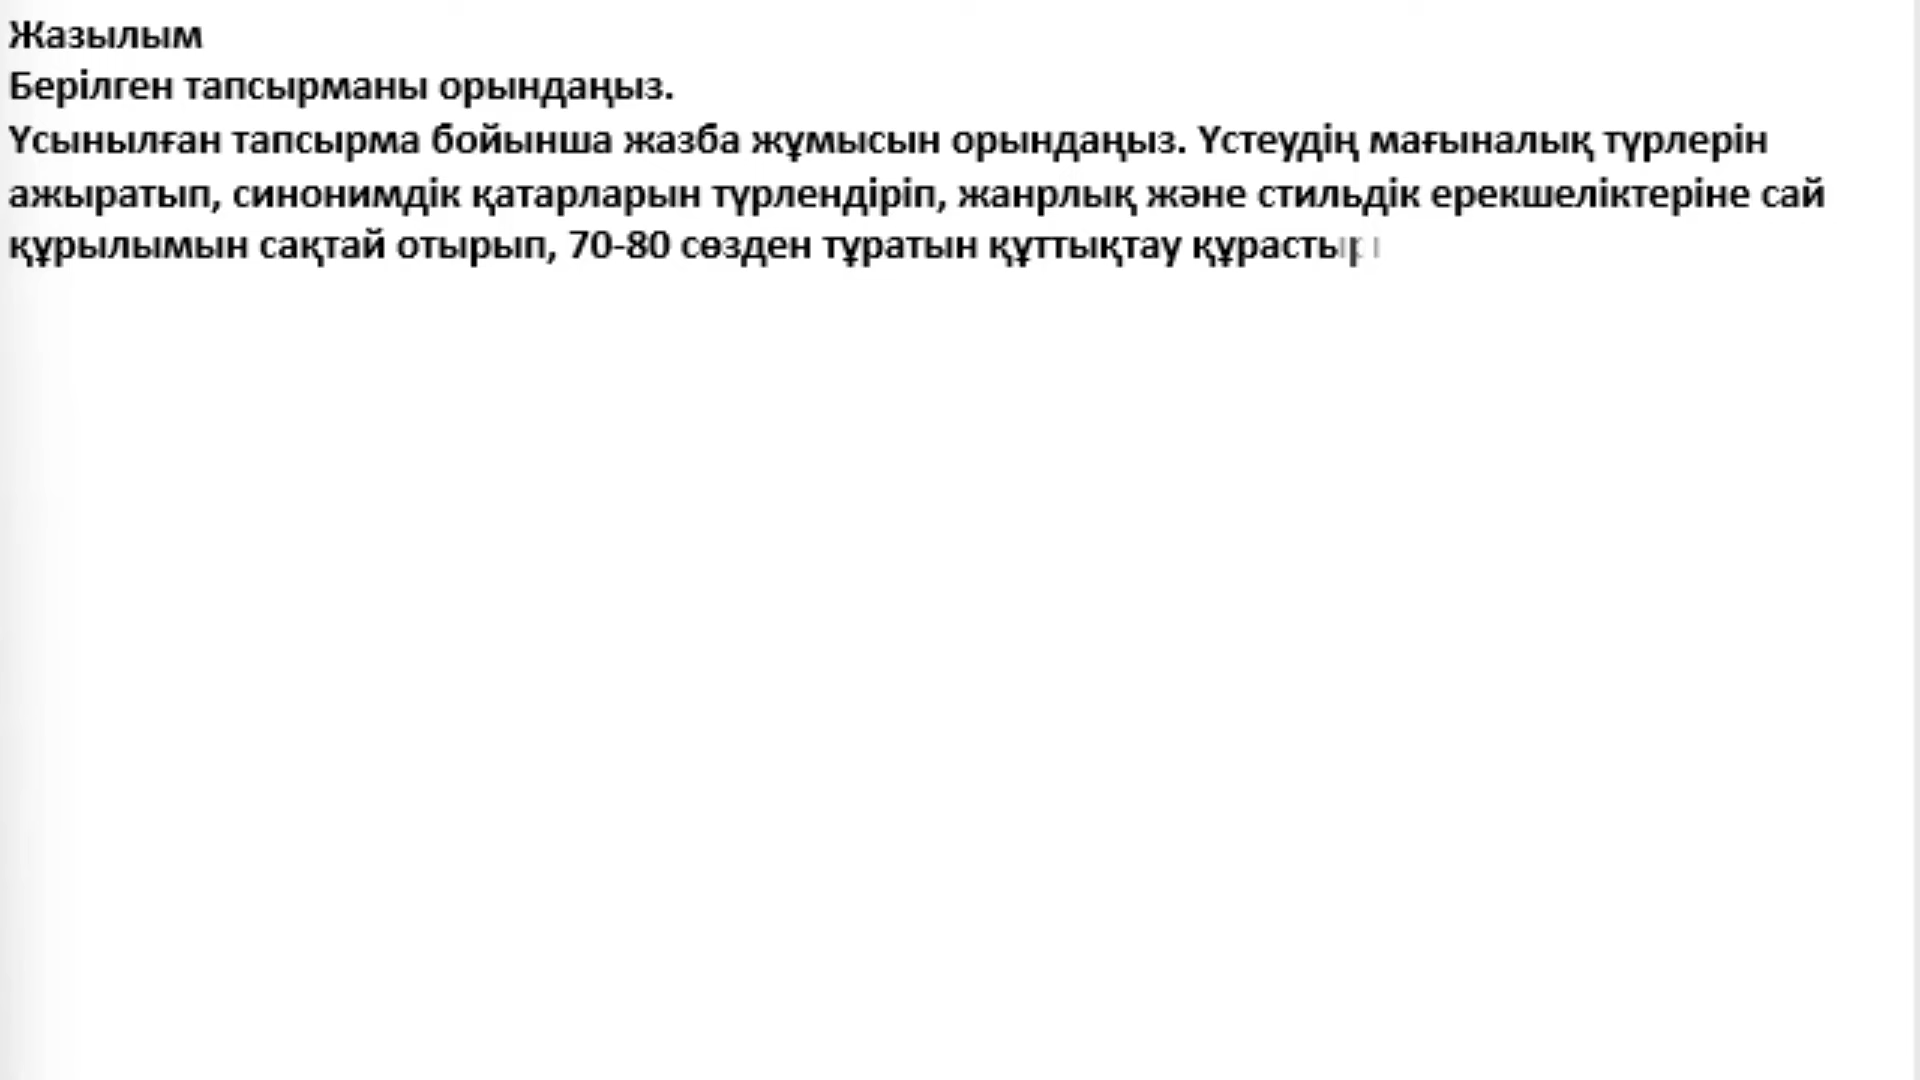 Жазылым
Берілген тапсырманы орындаңыз.
Ұсынылған тапсырма бойынша жазба жұмысын орындаңыз. Үстеудің мағыналық түрлерін
ажыратып, синонимдік қатарларын түрлендіріп, жанрлық және стильдік ерекшеліктеріне сай
құрылымын сақтай отырып, 70-80 сөзден тұратын құттықтау